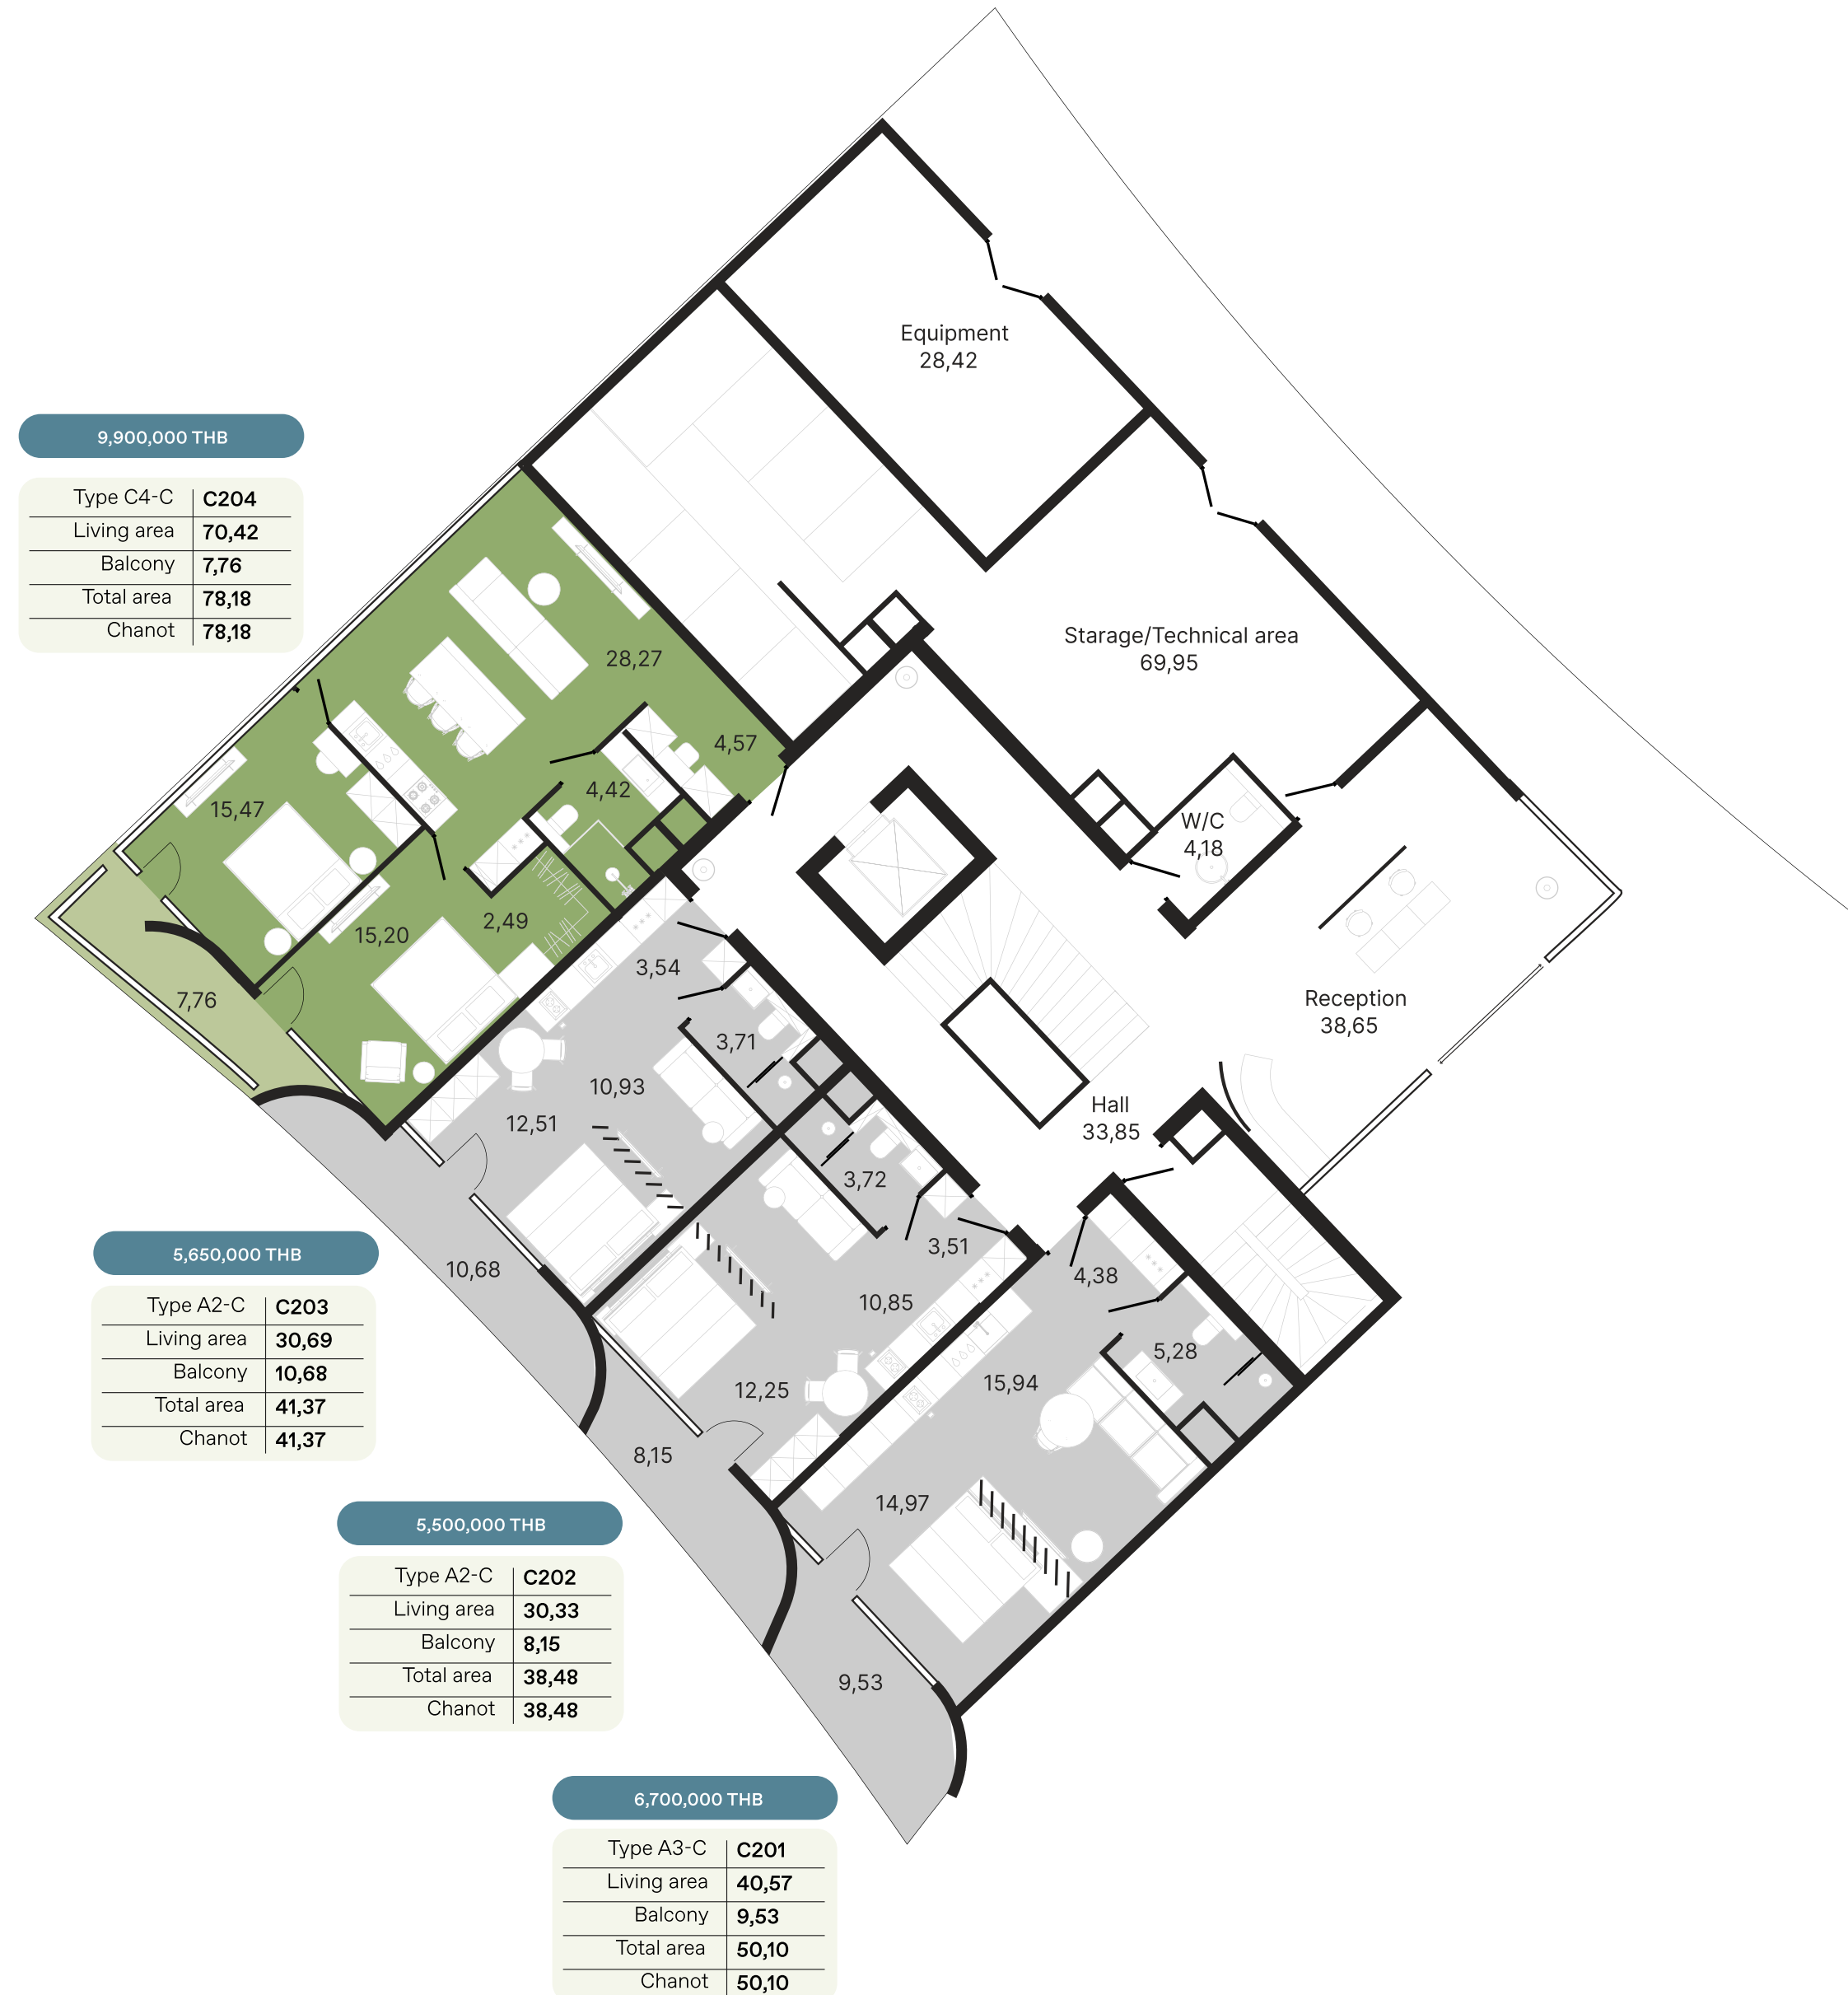 Equipment
28,42
9,900,000 THB
Type C4-C C204
Living area 70,42
Balcony 7,76
Total area 78,18
Chanot 78,18
Starage/Technical area
69,95
28,27
4,57
4,42
15,47
W/C
4,18
2,49
15,20
3,54
7,76
Reception
38,65
3,71
10,93
Hall
33,85
12,51
3,72
3,51
10,68
4,38
10,85
5,28
15,94
12,25
8,15
14,97
9,53
5,650,000 THB
Type A2-C C203
Living area 30,69
Balcony 10,68
Total area 41,37
Chanot 41,37
5,500,000 THB
Type A2-C C202
Living area 30,33
Balcony 8,15
Total area 38,48
Chanot 38,48
6,700,000 THB
Type A3-C C201
Living area 40,57
Balcony 9,53
Total area 50,10
Chanot 50,10